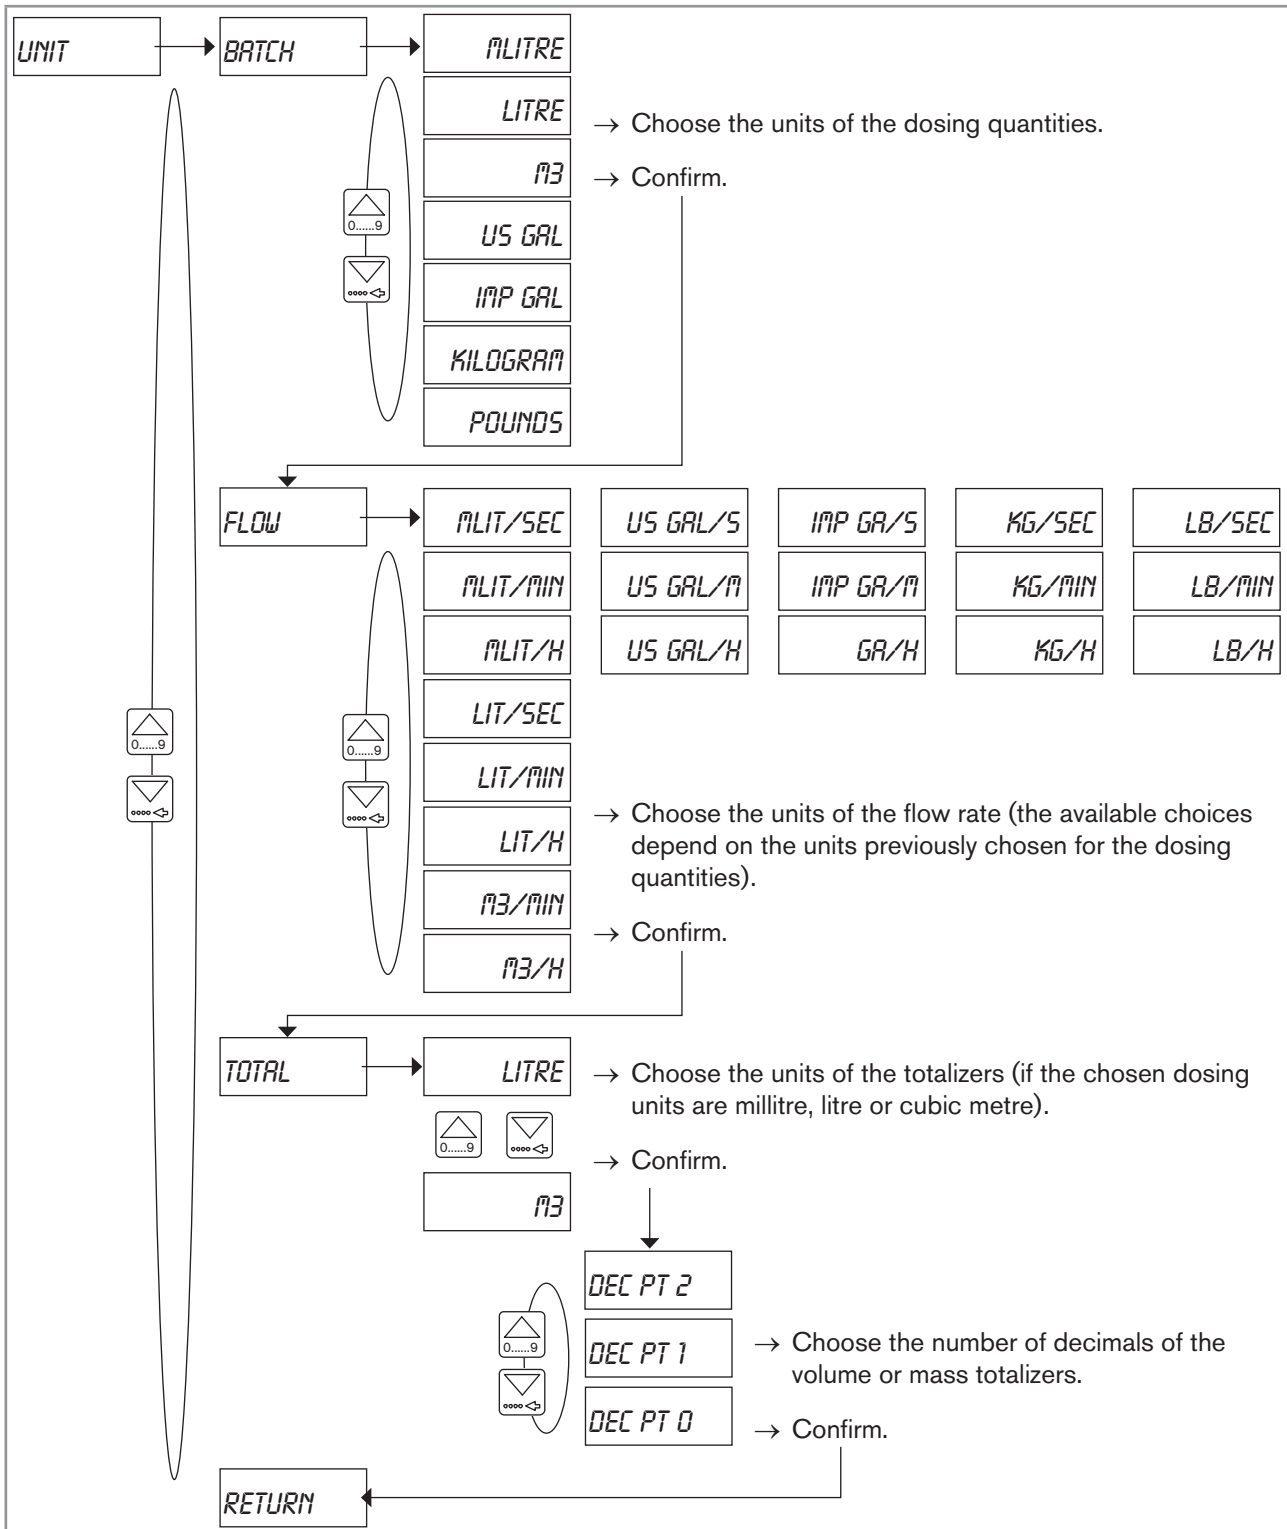 UNIT
BATCH
MLITRE
LITRE
M3
US GAL
IMP GAL
KILOGRAM
POUNDS
0......9
→ Choose the units of the dosing quantities.
→ Confirm.
FLOW
MLIT/SEC
MLIT/MIN
MLIT/H
LIT/SEC
LIT/MIN
LIT/H
M3/MIN
M3/H
US GAL/S
US GAL/M
US GAL/H
IMP GA/S
IMP GA/M
GA/H
KG/SEC
KG/MIN
KG/H
LB/SEC
LB/MIN
LB/H
0......9
0......9
→ Choose the units of the flow rate (the available choices
depend on the units previously chosen for the dosing
quantities).
→ Confirm.
TOTAL
LITRE
0......9
M3
→ Choose the units of the totalizers (if the chosen dosing
units are millitre, litre or cubic metre).
→ Confirm.
DEC PT 2
DEC PT 1
DEC PT 0
0......9
→ Choose the number of decimals of the
volume or mass totalizers.
→ Confirm.
RETURN